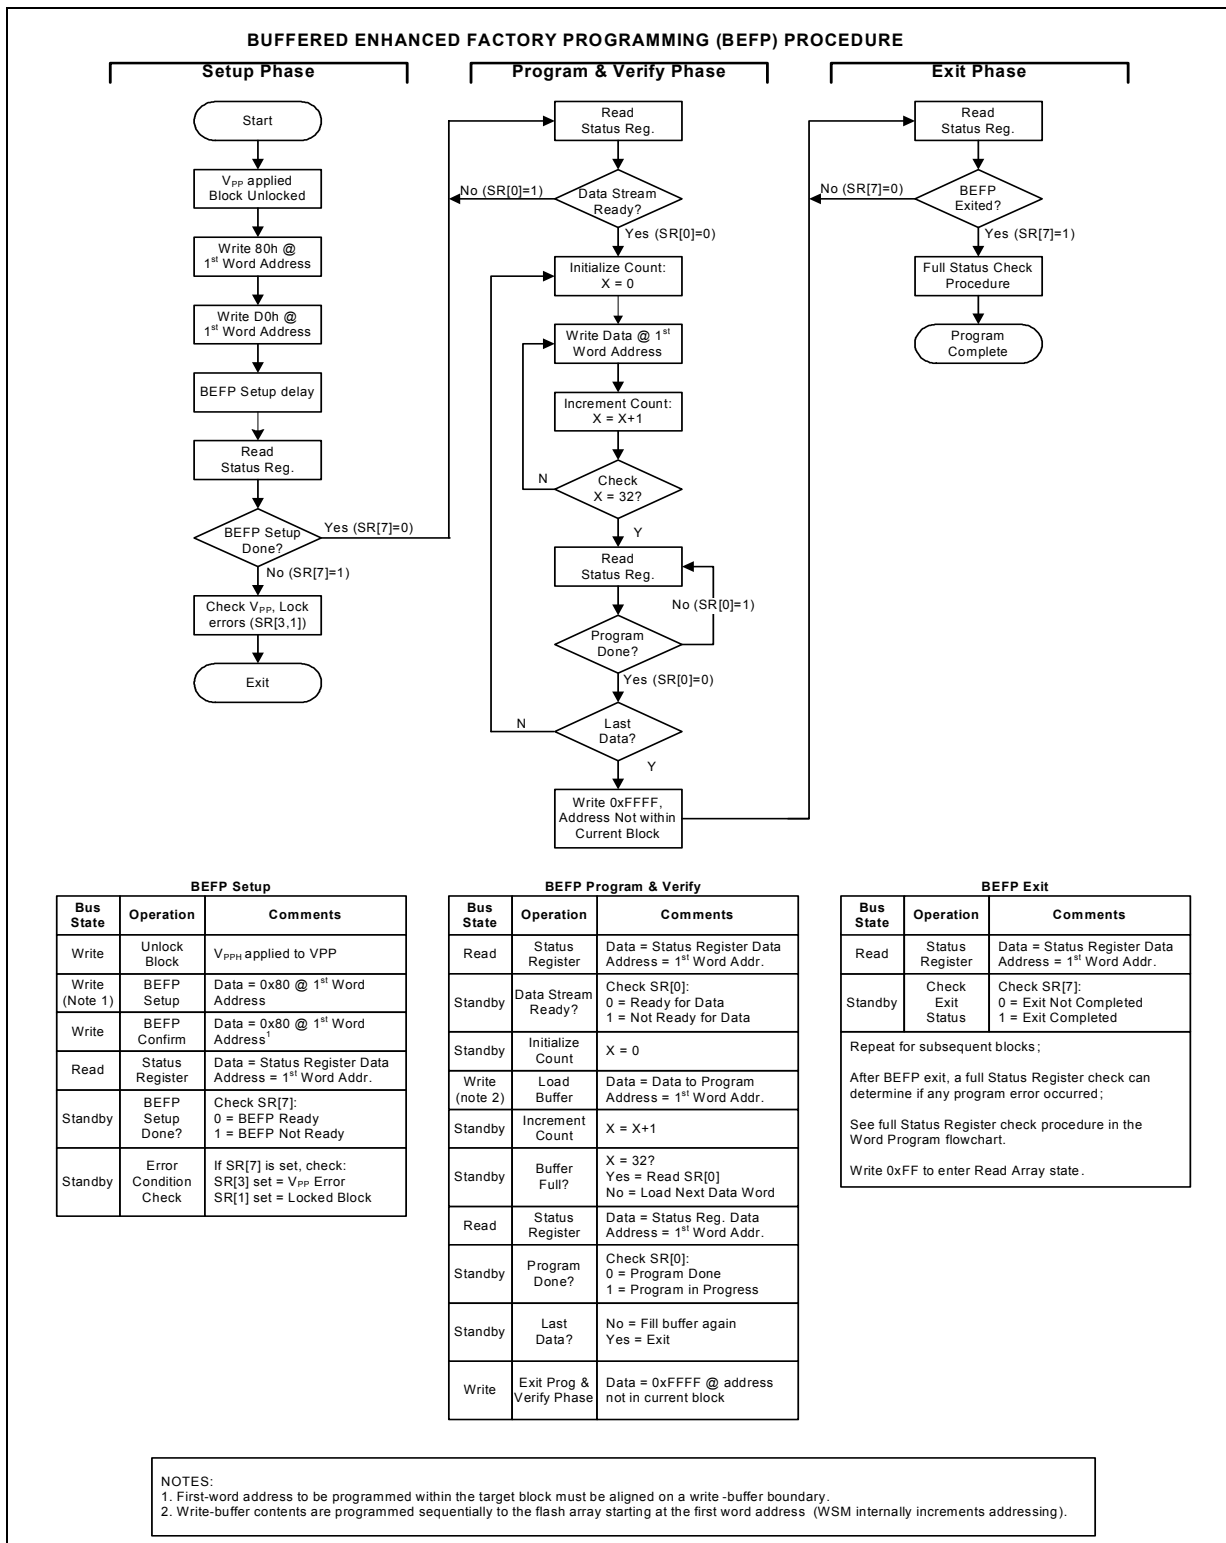 BUFFERED ENHANCED FACTORY PROGRAMMING (BEFP) PROCEDURE
Setup Phase
Start
VPP applied
Block Unlocked
Write 80h @
1st Word Address
Write D0h @
1st Word Address
BEFP Setup delay
Read
Status Reg.
BEFP Setup
Done?
Yes (SR[7]=0)
No (SR[7]=1)
Check VPP, Lock
errors (SR[3,1])
Exit
Program & Verify Phase
Read
Status Reg.
No (SR[0]=1)
Data Stream
Ready?
Yes (SR[0]=0)
Initialize Count:
X = 0
Write Data @ 1st
Word Address
Increment Count:
X = X+1
N
Check
X = 32?
Y
Read
Status Reg.
No (SR[0]=1)
Program
Done?
Yes (SR[0]=0)
N
Last
Data?
Y
Write 0xFFFF,
Address Not within
Current Block
Exit Phase
Read
Status Reg.
No (SR[7]=0)
BEFP
Exited?
Yes (SR[7]=1)
Full Status Check
Procedure
Program
Complete
BEFP Setup
Bus
State
Operation
Comments
Write
Unlock
Block
VPPH applied to VPP
Write
(Note 1)
BEFP
Setup
Data = 0x80 @ 1st Word
Address
Write
BEFP
Confirm
Data = 0x80 @ 1st Word
Address1
Read
Status
Register
Data = Status Register Data
Address = 1st Word Addr.
Standby
BEFP
Setup
Done?
Check SR[7]:
0 = BEFP Ready
1 = BEFP Not Ready
Standby
Error
Condition
Check
If SR[7] is set, check:
SR[3] set = VPP Error
SR[1] set = Locked Block
BEFP Program & Verify
Bus
State
Operation
Comments
Read
Status
Register
Data = Status Register Data
Address = 1st Word Addr.
Standby
Data Stream
Ready?
Check SR[0]:
0 = Ready for Data
1 = Not Ready for Data
Standby
Initialize
Count
X = 0
Write
(note 2)
Load
Buffer
Data = Data to Program
Address = 1st Word Addr.
Standby
Increment
Count
X = X+1
Standby
Buffer
Full?
X = 32?
Yes = Read SR[0]
No = Load Next Data Word
Read
Status
Register
Data = Status Reg. Data
Address = 1st Word Addr.
Standby
Program
Done?
Check SR[0]:
0 = Program Done
1 = Program in Progress
Standby
Last
Data?
No = Fill buffer again
Yes = Exit
Write
Exit Prog &
Verify Phase
Data = 0xFFFF @ address
not in current block
BEFP Exit
Bus
State
Operation
Comments
Read
Status
Register
Data = Status Register Data
Address = 1st Word Addr.
Standby
Check
Exit
Status
Check SR[7]:
0 = Exit Not Completed
1 = Exit Completed
Repeat for subsequent blocks;
After BEFP exit, a full Status Register check can
determine if any program error occurred;
See full Status Register check procedure in the
Word Program flowchart.
Write 0xFF to enter Read Array state.
NOTES:
1. First-word address to be programmed within the target block must be aligned on a write -buffer boundary.
2. Write-buffer contents are programmed sequentially to the flash array starting at the first word address (WSM internally increments addressing).